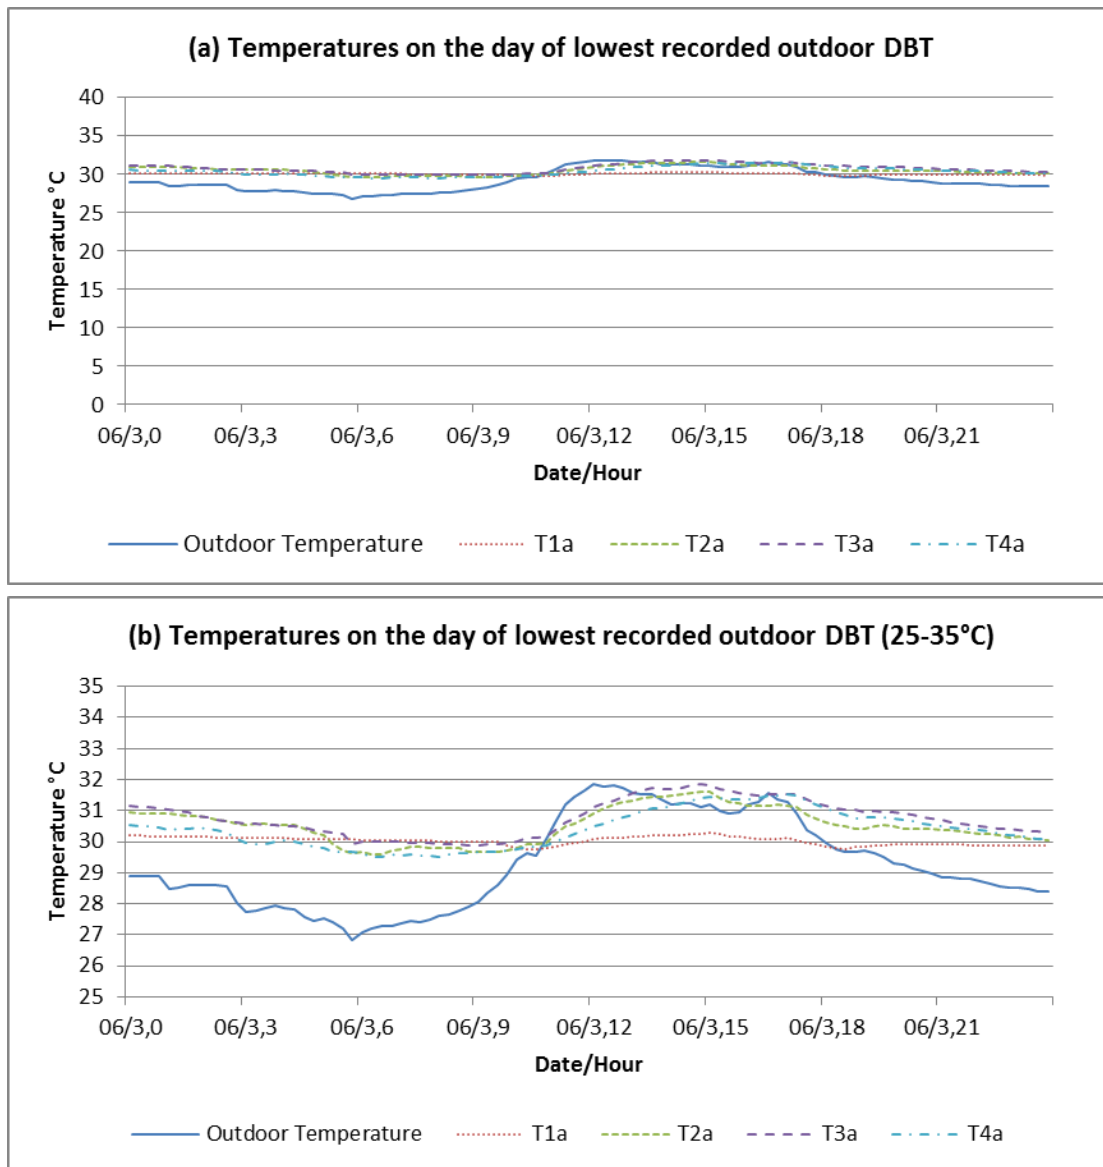 (a) Temperatures on the day of lowest recorded outdoor DBT
40
35
30
25
20
15
10
5
0
Temperature °C
06/3,0 06/3,3 06/3,6 06/3,9 06/3,12 06/3,15 06/3,18 06/3,21
Date/Hour
Outdoor Temperature T1a T2a T3a T4a
(b) Temperatures on the day of lowest recorded outdoor DBT (25-35°C)
35
34
33
32
31
30
29
28
27
26
25
Temperature °C
06/3,0 06/3,3 06/3,6 06/3,9 06/3,12 06/3,15 06/3,18 06/3,21
Date/Hour
Outdoor Temperature T1a T2a T3a T4a